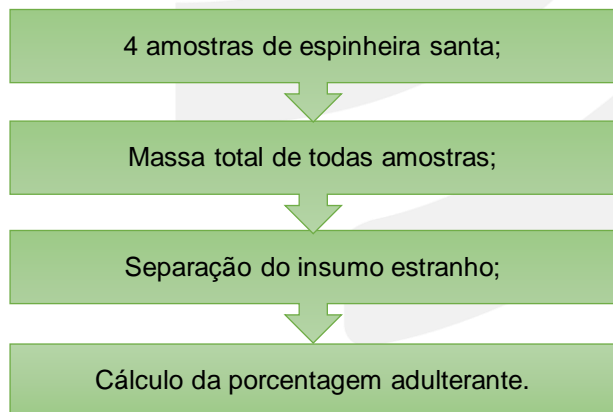 4 amostras de espinheira santa;
Massa total de todas amostras;
Separação do insumo estranho;
Cálculo da porcentagem adulterante.